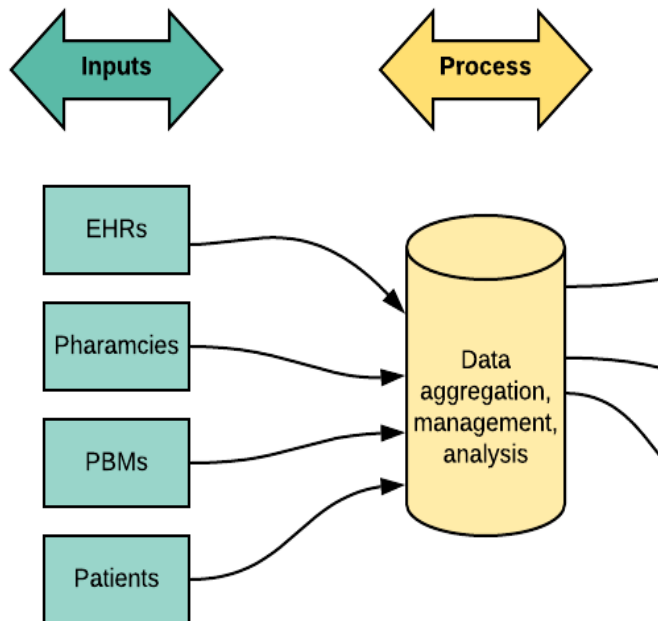 Inputs
Process
EHRs
Pharamcies
PBMs
Patients
Data
aggregation,
management,
analysis